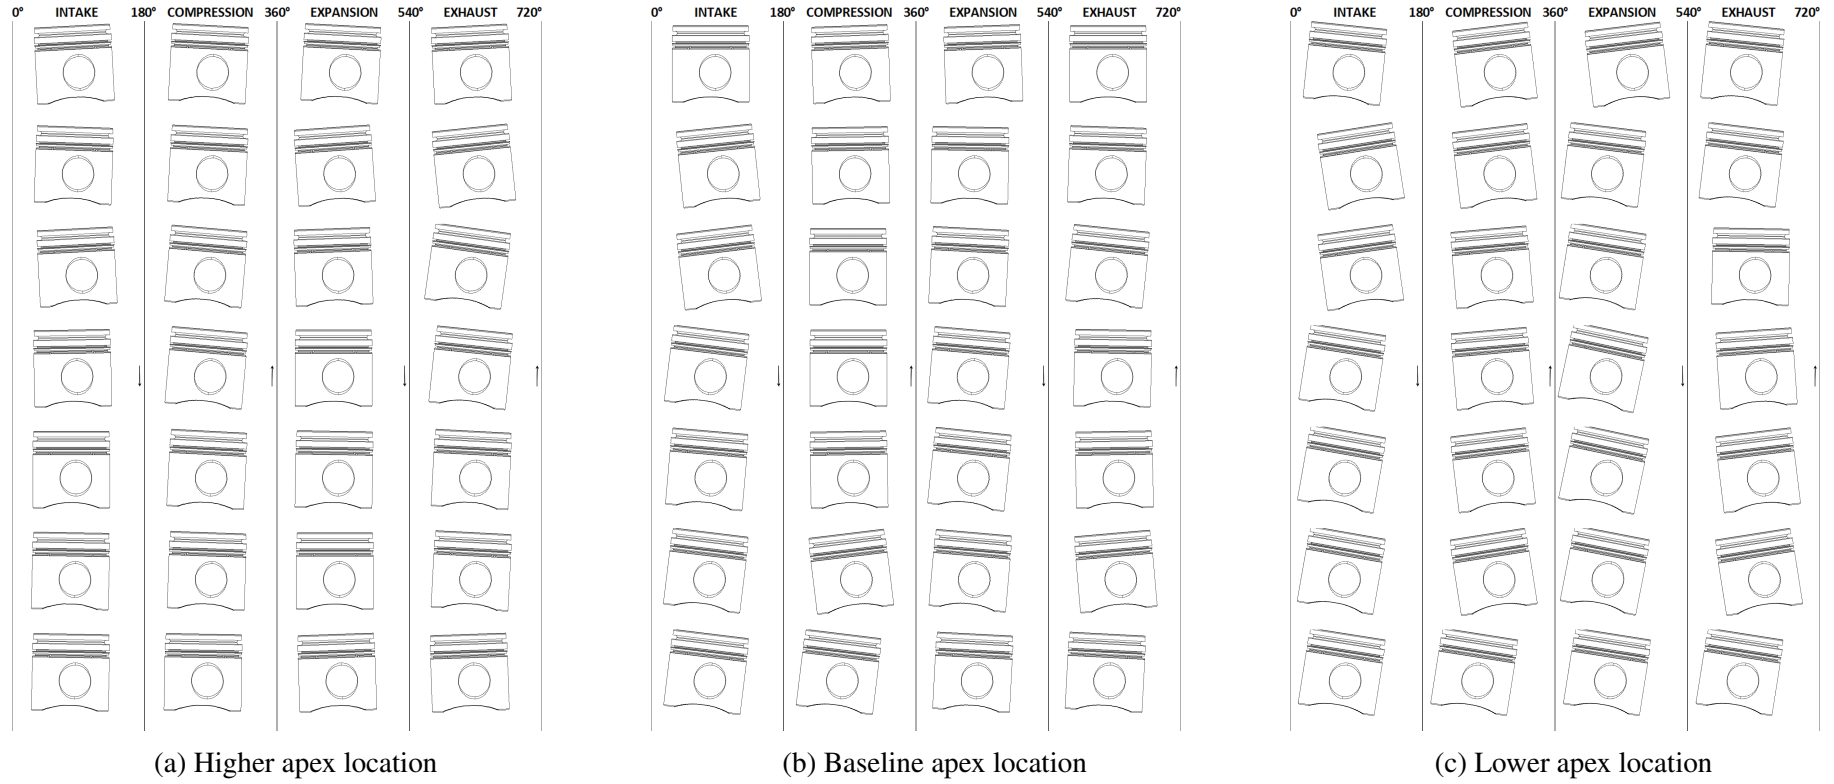 0° INTAKE 180° COMPRESSION 360° EXPANSION 540° EXHAUST 720°
0° INTAKE 180° COMPRESSION 360° EXPANSION 540° EXHAUST 720°
0° INTAKE 180° COMPRESSION 360° EXPANSION 540° EXHAUST 720°
(a) Higher apex location
(b) Baseline apex location
(c) Lower apex location